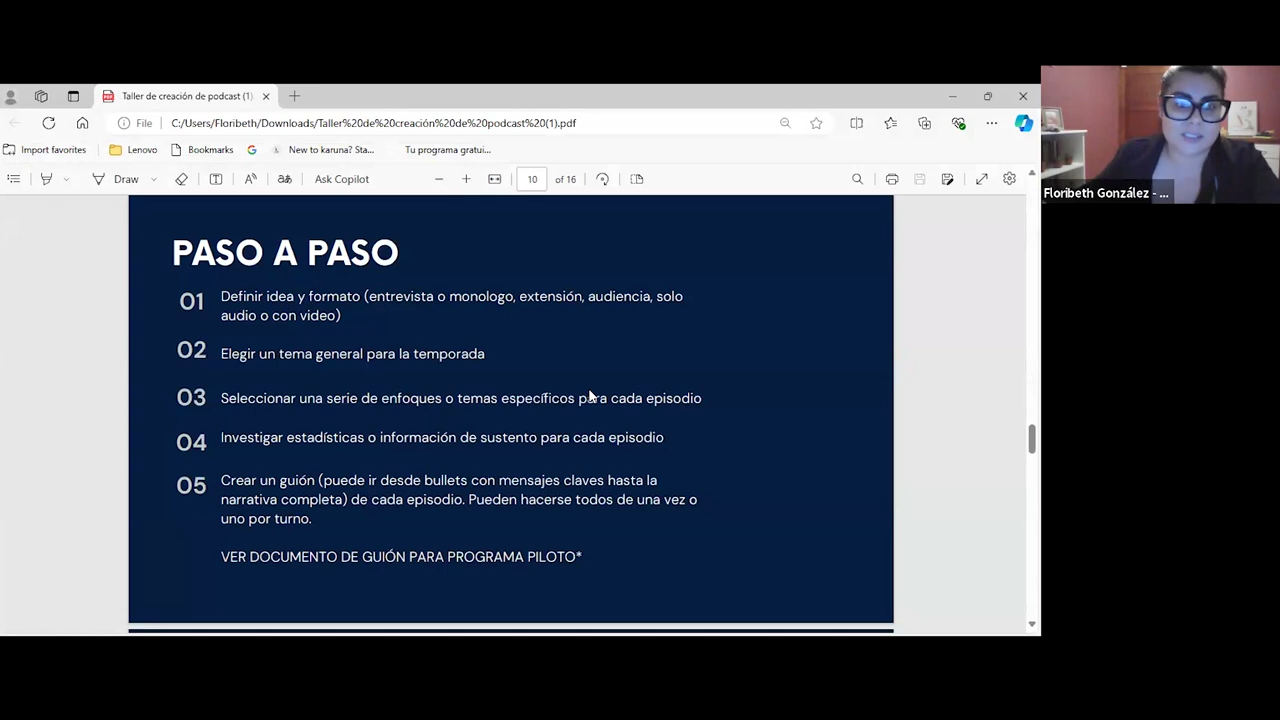 Taller de creación de podcast (1).
File
C:/Users/Floribeth/Downloads/Taller%20de%20creación%20de%20podcast%20(1).pdf
Import favorites
Lenovo
Bookmarks
New to karuna? Sta...
Tu programa gratui...
Draw
Ask Copilot
10 of 16
Floribeth González - ...
PASO A PASO
01 Definir idea y formato (entrevista o monologo, extensión, audiencia, solo
audio o con video)
02 Elegir un tema general para la temporada
03 Seleccionar una serie de enfoques o temas específicos para cada episodio
04 Investigar estadísticas o información de sustento para cada episodio
05 Crear un guión (puede ir desde bullets con mensajes claves hasta la
narrativa completa) de cada episodio. Pueden hacerse todos de una vez o
uno por turno.
VER DOCUMENTO DE GUIÓN PARA PROGRAMA PILOTO*